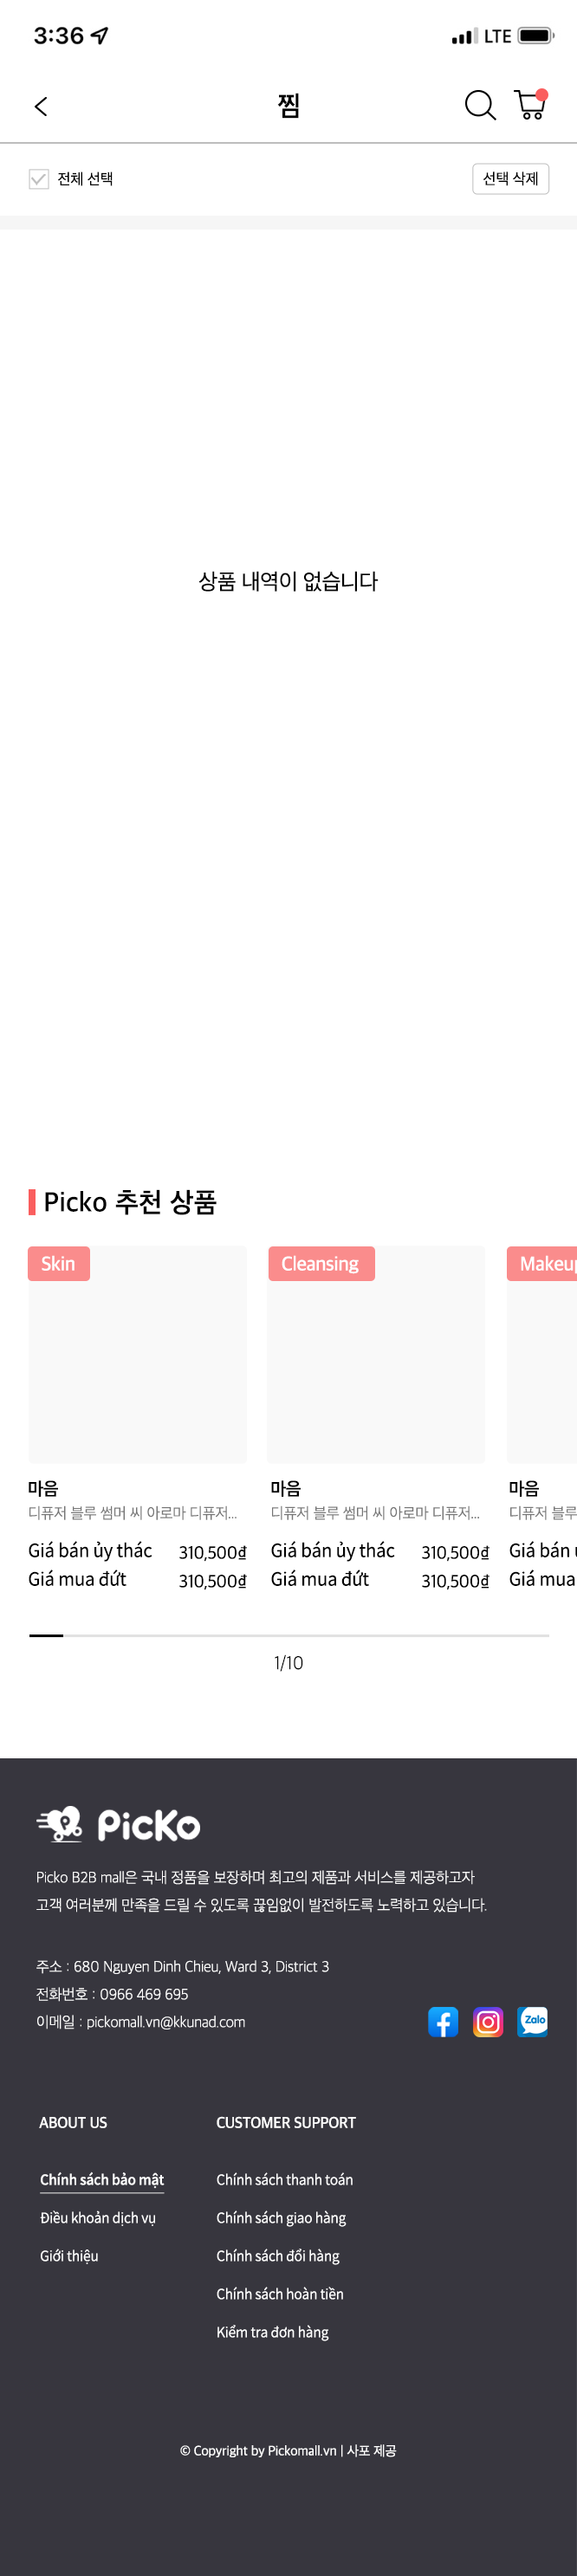 3:36 LTE
찜
전체 선택 선택 삭제
상품 내역이 없습니다
Picko 추천 상품
Skin Cleansing Makeup
마음 마음 마음
디퓨저 블루 썸머 씨 아로마 디퓨저... 디퓨저 블루 썸머 씨 아로마 디퓨저... 디퓨저 블루
Giá bán ủy thác 310,500₫ Giá bán ủy thác 310,500₫ Giá bán
Giá mua đứt 310,500₫ Giá mua đứt 310,500₫ Giá mua
1/10
PicKo
Picko B2B mall은 국내 정품을 보장하며 최고의 제품과 서비스를 제공하고자
고객 여러분께 만족을 드릴 수 있도록 끊임없이 발전하도록 노력하고 있습니다.
주소 : 680 Nguyen Dinh Chieu, Ward 3, District 3
전화번호 : 0966 469 695
이메일 : pickomall.vn@kkunad.com
Zalo
ABOUT US CUSTOMER SUPPORT
Chính sách bảo mật Chính sách thanh toán
Điều khoản dịch vụ Chính sách giao hàng
Giới thiệu Chính sách đổi hàng
Chính sách hoàn tiền
Kiểm tra đơn hàng
© Copyright by Pickomall.vn | 사포 제공